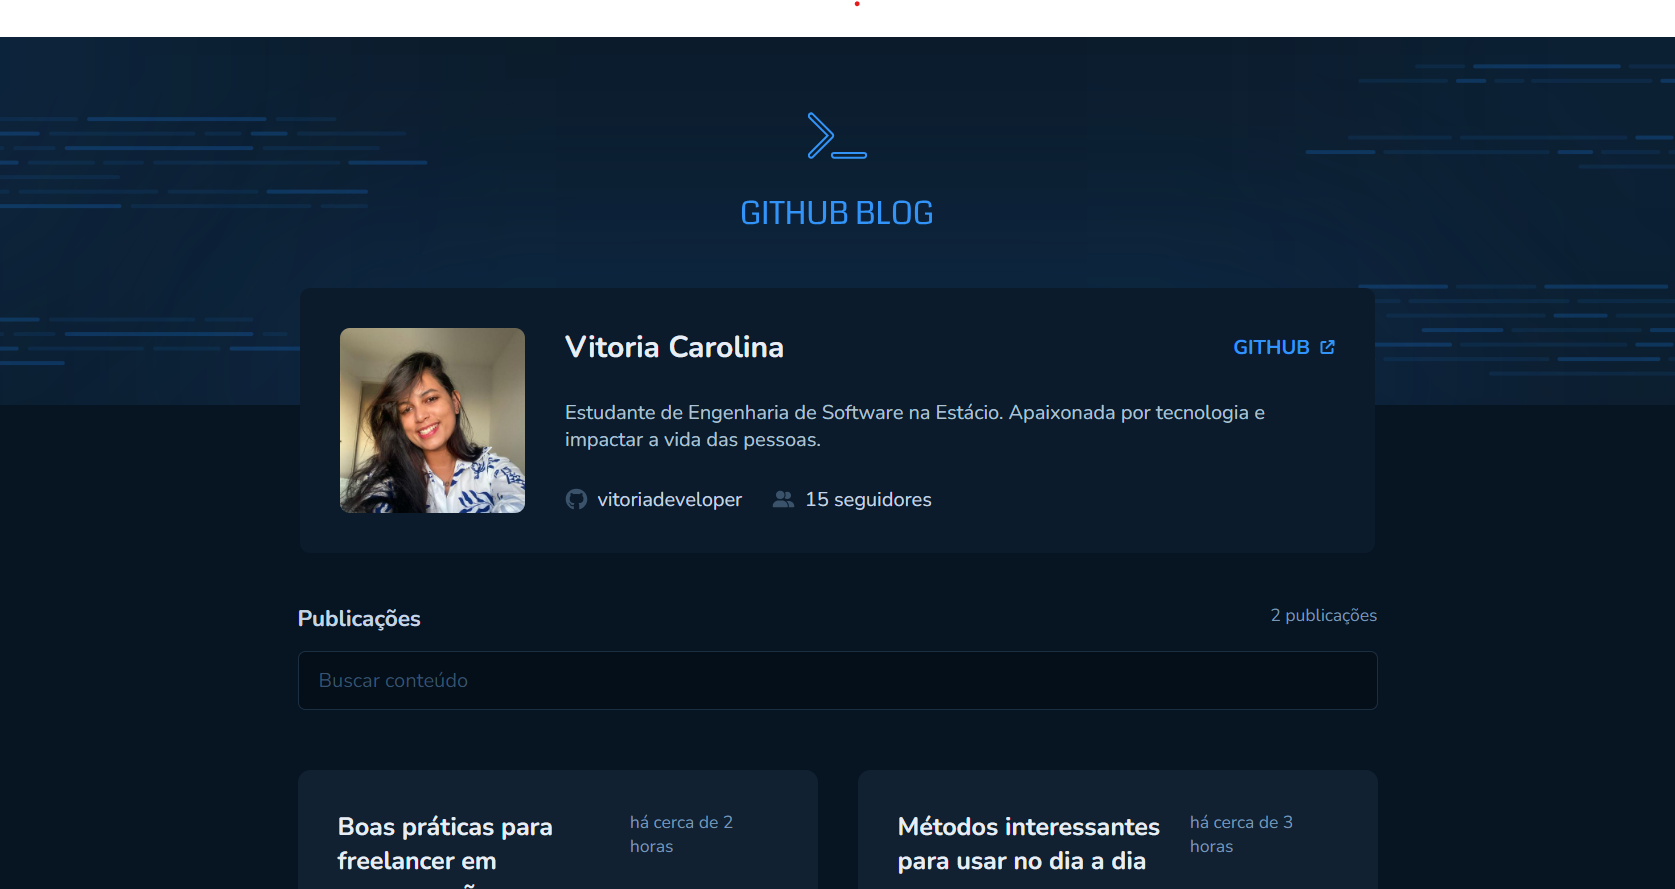 GITHUB BLOG
Vitoria Carolina
GITHUB
Estudante de Engenharia de Software na Estácio. Apaixonada por tecnologia e
impactar a vida das pessoas.
vitoriadeveloper
15 seguidores
Publicações
2 publicações
Buscar conteúdo
Boas práticas para
freelancer em
há cerca de 2
horas
Métodos interessantes
para usar no dia a dia
há cerca de 3
horas